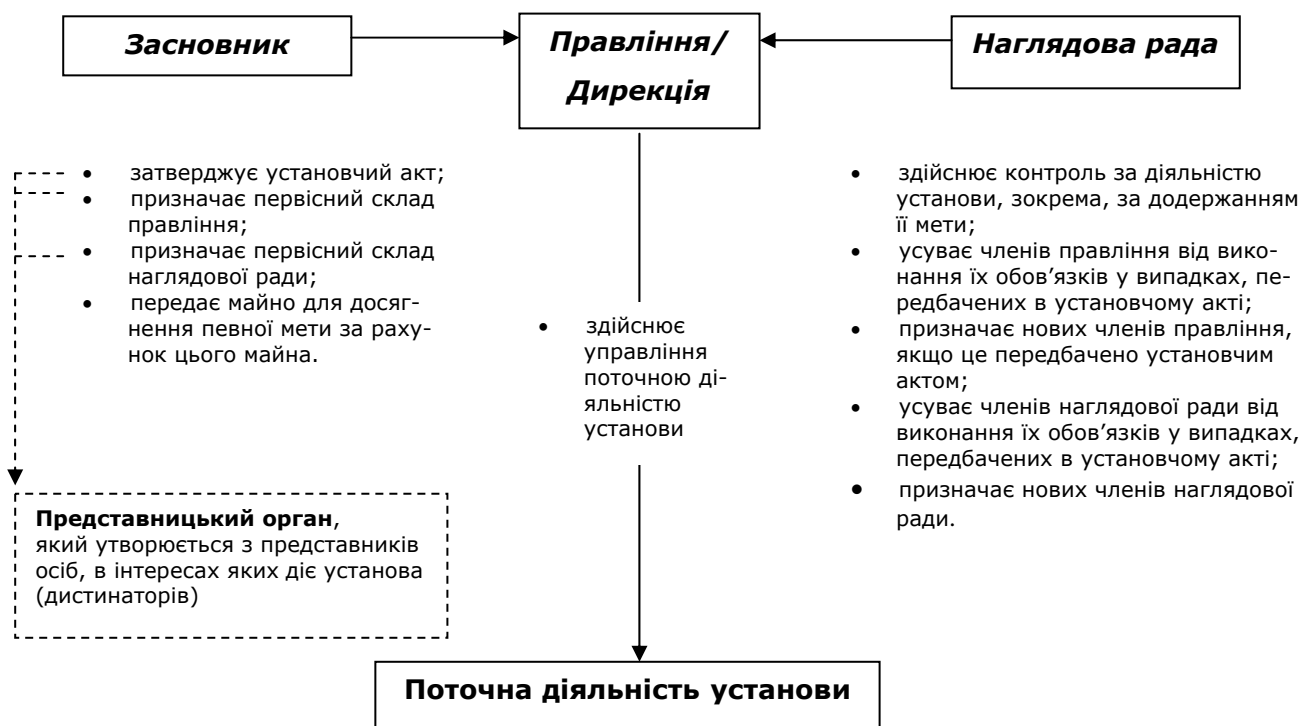 Засновник
Правління/
Дирекція
Наглядова рада
• затверджує установчий акт;
• призначає первісний склад
правління;
• призначає первісний склад
наглядової ради;
• передає майно для досяг-
нення певної мети за раху-
нок цього майна.
• здійснює
управління
поточною ді-
яльністю
установи
• здійснює контроль за діяльністю
установи, зокрема, за додержанням
її мети;
• усуває членів правління від вико-
нання їх обов’язків у випадках, пе-
редбачених в установчому акті;
• призначає нових членів правління,
якщо це передбачено установчим
актом;
• усуває членів наглядової ради від
виконання їх обов’язків у випадках,
передбачених в установчому акті;
• призначає нових членів наглядової
ради.
Представницький орган,
який утворюється з представників
осіб, в інтересах яких діє установа
(дистинаторів)
Поточна діяльність установи